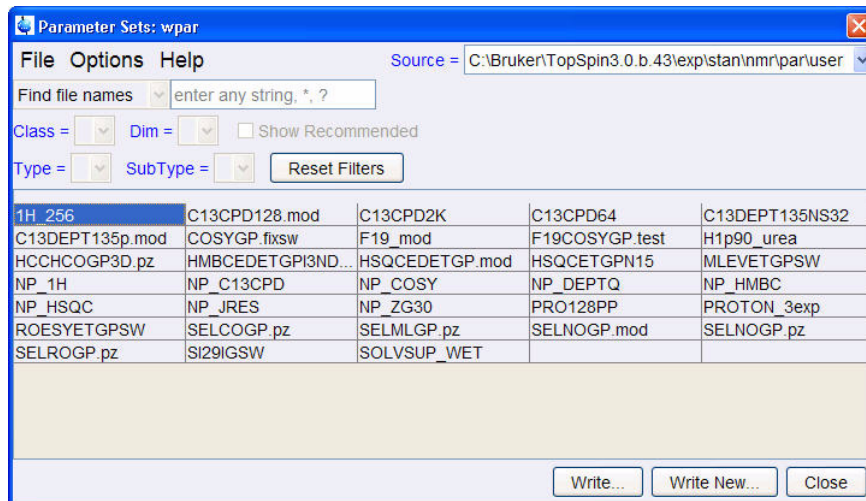 Parameter Sets: wpar
File Options Help Source = C:\Bruker\TopSpin3.0.b.43\exp\stan\nmr\par\user
Find file names enter any string, *, ?
Class = Dim = Show Recommended
Type = SubType = Reset Filters
1H_256 C13CPD128.mod C13CPD2K C13CPD64 C13DEPT135NS32
C13DEPT135p.mod COSYGP.fixsw F19_mod F19COSYGP.test H1p90_urea
HCCHCOGP3D.pz HMBCEDETGPl3ND... HSQCEDETGP.mod HSQCETGPN15 MLEVETGPSW
NP_1H NP_C13CPD NP_COSY NP_DEPTQ NP_HMBC
NP_HSQC NP_JRES NP_ZG30 PRO128PP PROTON_3exp
ROESYETGPSW SELCOGP.pz SELMLGP.pz SELNOGP.mod SELNOGP.pz
SELROGP.pz SI29IGSW SOLVSUP_WET
Write... Write New... Close